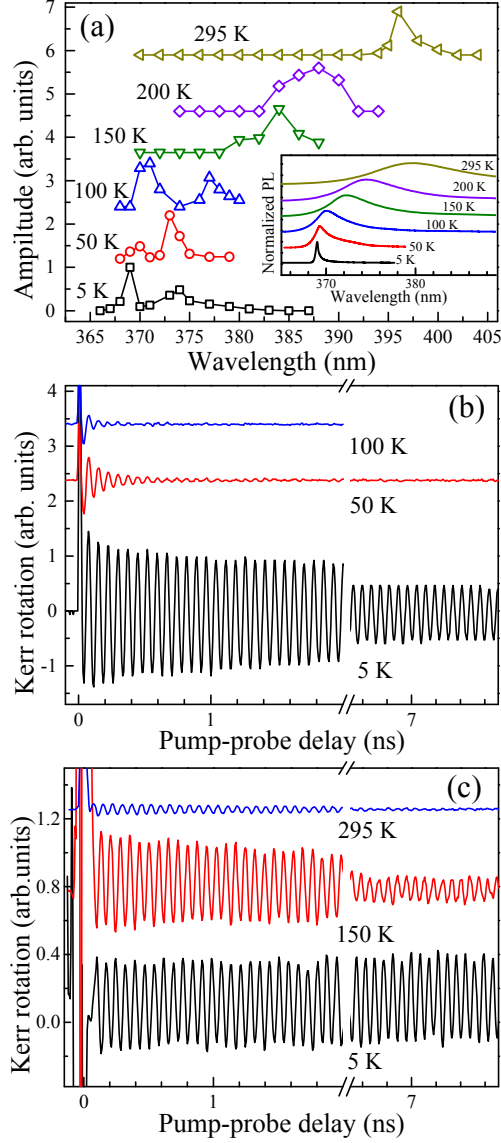 (a)
7
6
5
4
3
2
1
0
Ampiltude (arb. units)
295 K
200 K
150 K
100 K
50 K
5 K
Normalized PL
295 K
200 K
150 K
100 K
50 K
5 K
370 380
Wavelength (nm)
365 370 375 380 385 390 395 400 405
Wavelength (nm)
(b)
4
3
2
1
0
-1
Kerr rotation (arb. units)
100 K
50 K
5 K
0 1 7
Pump-probe delay (ns)
(c)
1.2
0.8
0.4
0.0
Kerr rotation (arb.units)
295 K
150 K
5 K
0 1 7
Pump-probe delay (ns)